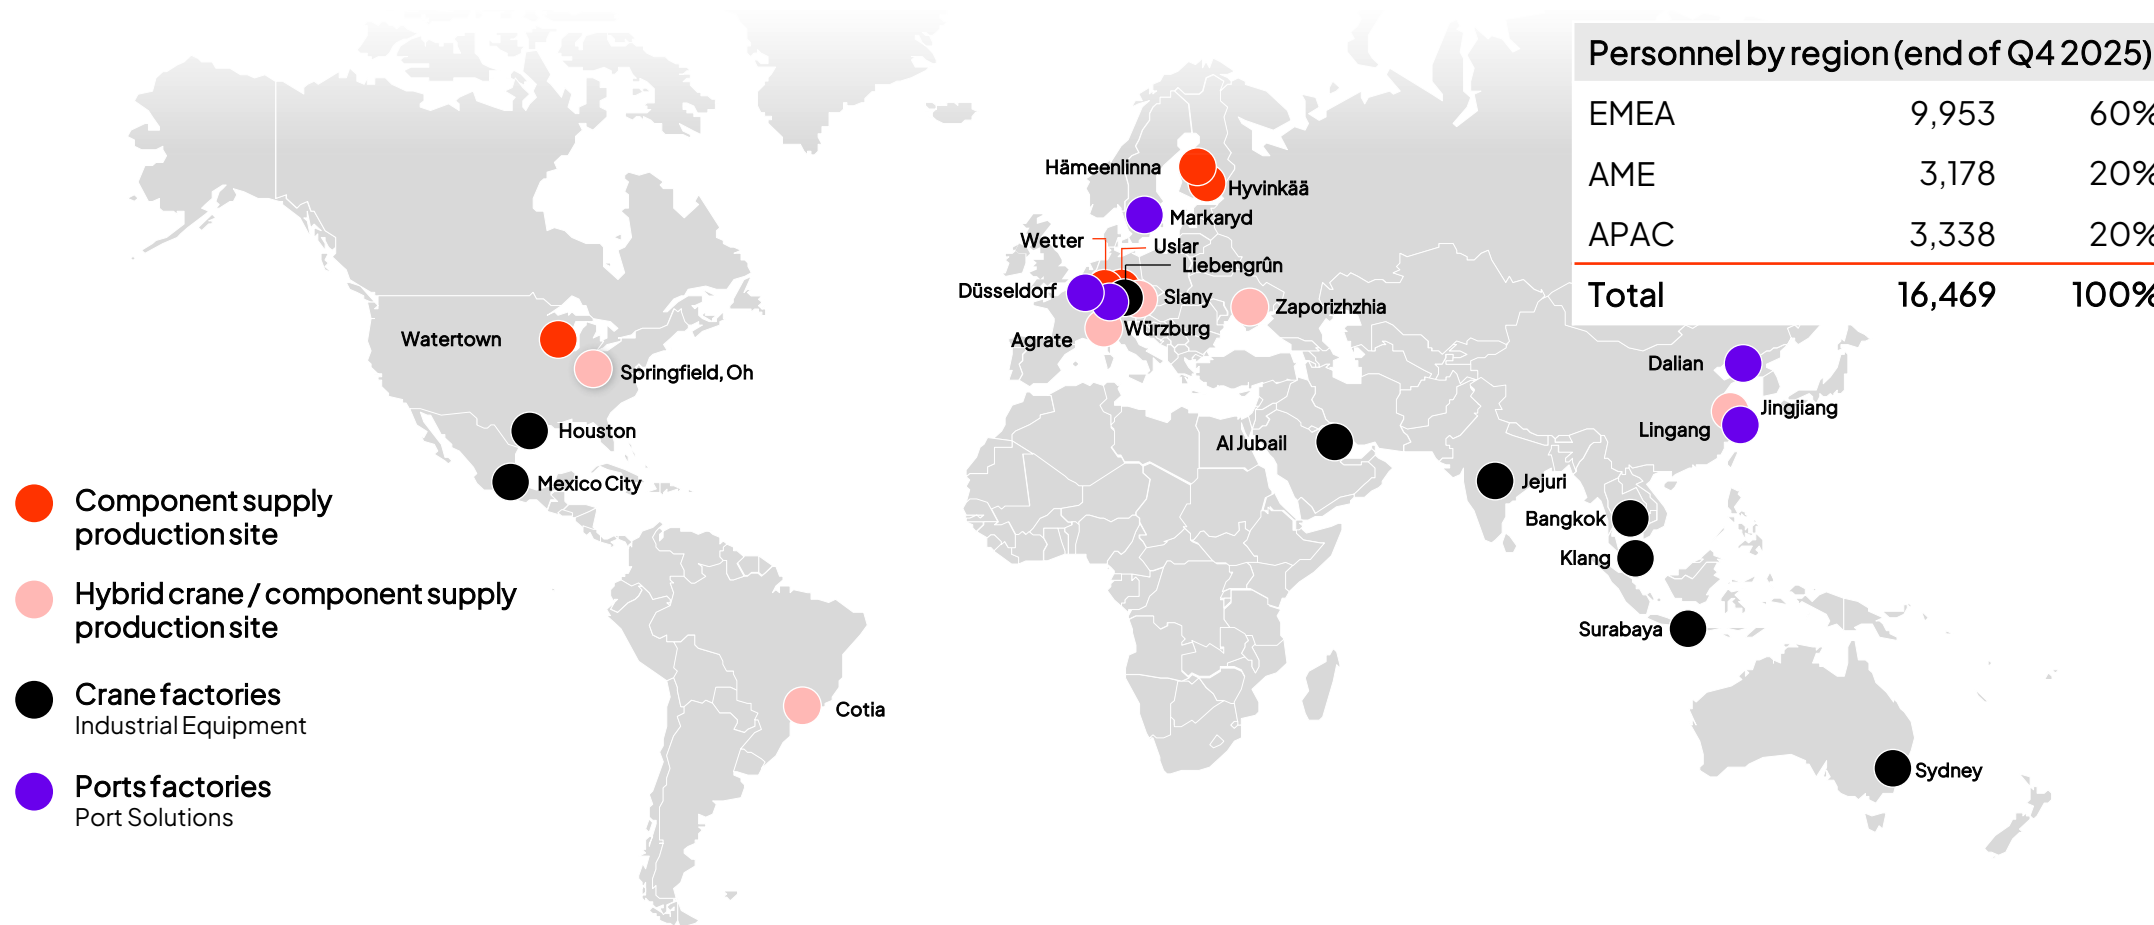 Personnel by region (end of Q4 2025)
EMEA 9,953 60%
AME 3,178 20%
APAC 3,338 20%
Total 16,469 100%
Hämeenlinna
Hyvinkää
Markaryd
Wetter
Uslar
Liebengrûn
Düsseldorf
Slany
Zaporizhzhia
Würzburg
Agrate
Watertown
Springfield, Oh
Houston
Mexico City
Dalian
Jingjiang
Lingang
Al Jubail
Jejuri
Bangkok
Klang
Surabaya
Cotia
Sydney
Component supply
production site
Hybrid crane / component supply
production site
Crane factories
Industrial Equipment
Ports factories
Port Solutions